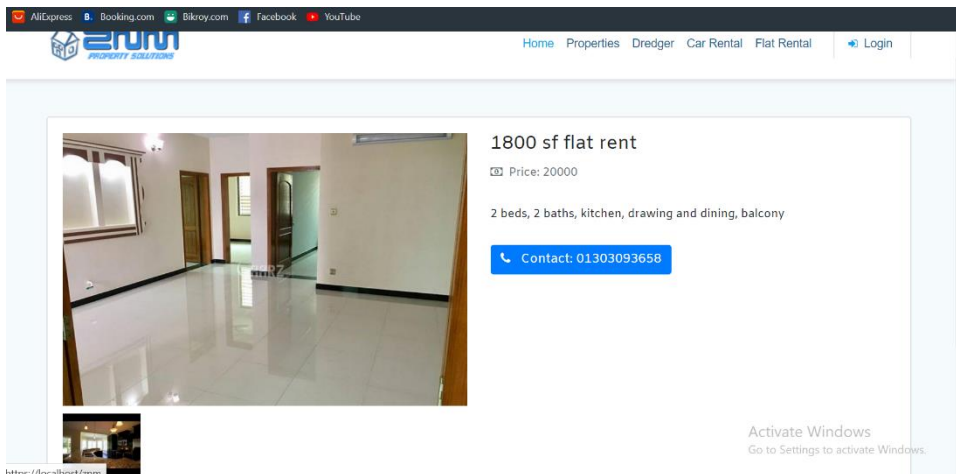 AliExpress B. Booking.com Bikroy.com Facebook YouTube
PROPERTY SOLUTIONS
Home Properties Dredger Car Rental Flat Rental Login
1800 sf flat rent
Price: 20000
2 beds, 2 baths, kitchen, drawing and dining, balcony
Contact: 01303093658
Activate Windows
Go to Settings to activate Windows.